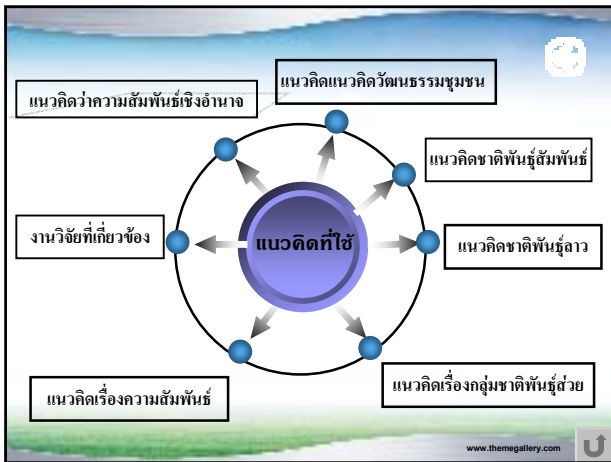 แนวคิดแนวคิดวัฒนธรรมชุมชน
แนวคิดว่าความสัมพันธ์เชิงอำนาจ
แนวคิดชาติพันธุ์สัมพันธ์
งานวิจัยที่เกี่ยวข้อง
แนวคิดที่ใช้
แนวคิดชาติพันธุ์ลาว
แนวคิดเรื่องความสัมพันธ์
แนวคิดเรื่องกลุ่มชาติพันธุ์ส่วย
www.themegallery.com